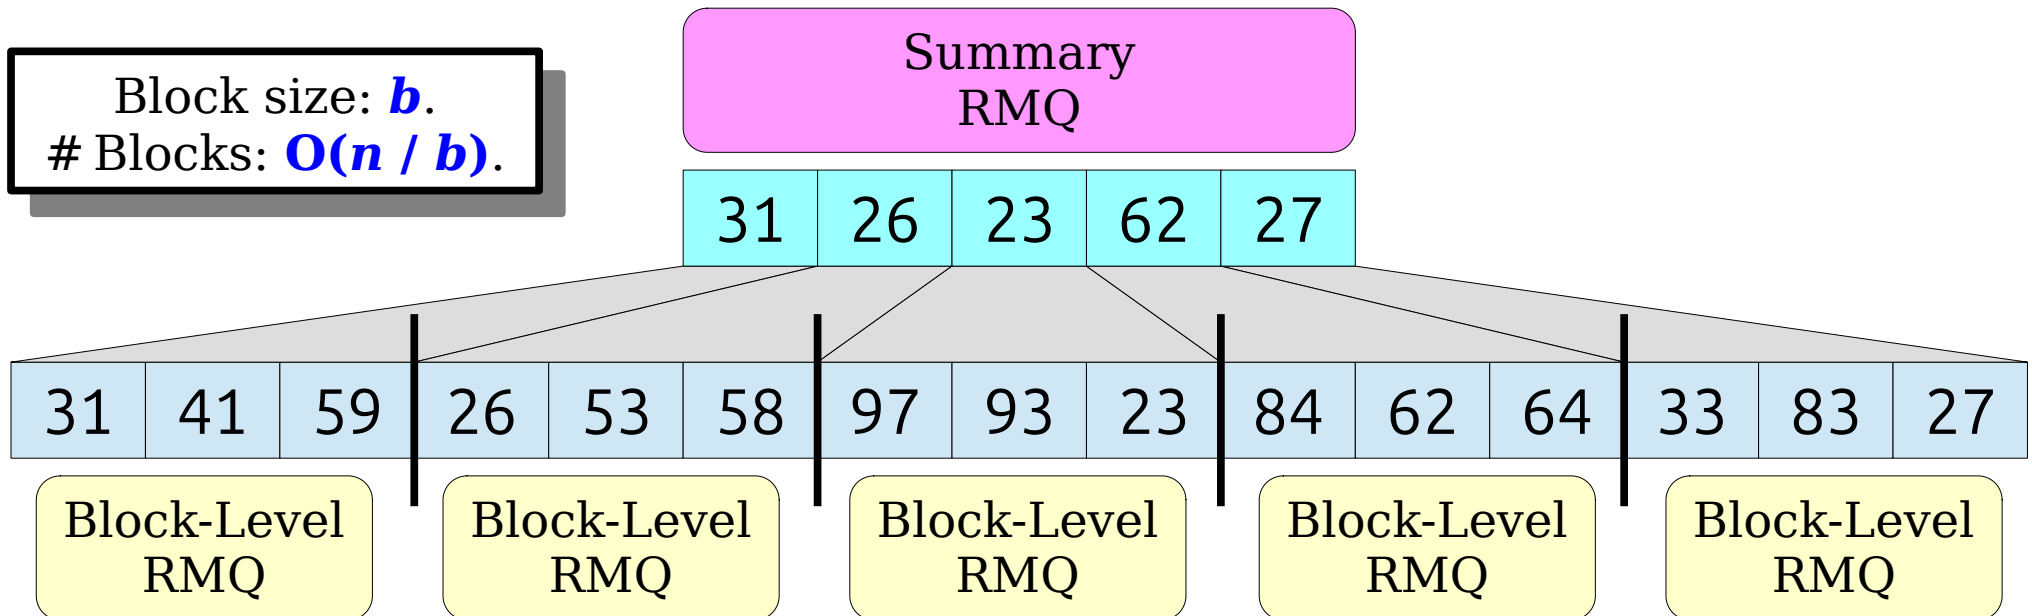 Block size: b.
# Blocks: O(n / b).
Summary
RMQ
31 26 23 62 27
31 41 59 26 53 58 97 93 23 84 62 64 33 83 27
Block-Level
RMQ
Block-Level
RMQ
Block-Level
RMQ
Block-Level
RMQ
Block-Level
RMQ